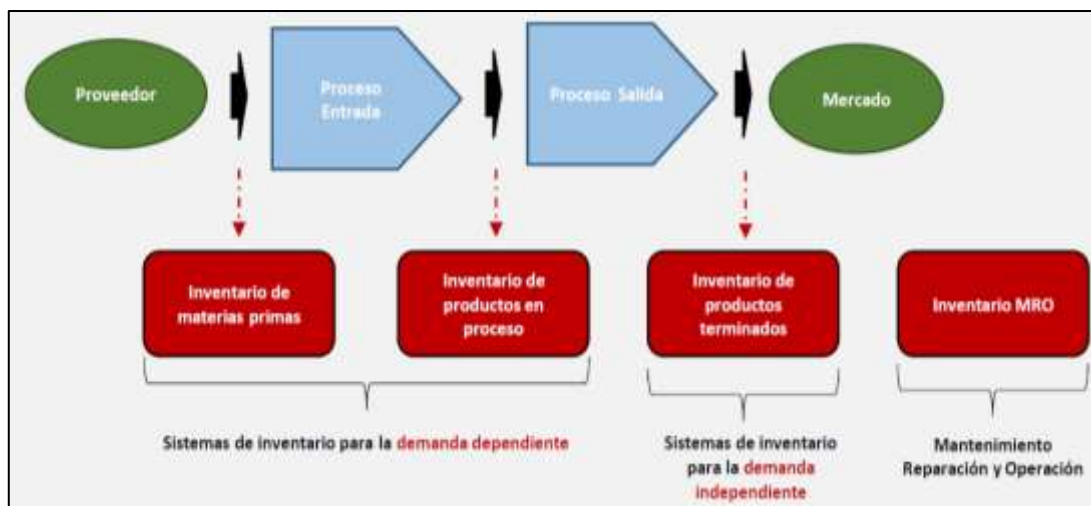 Proveedor
Proceso
Entrada
Proceso Salida
Mercado
Inventario de
materias primas
Inventario de
productos en
proceso
Inventario de
productos
terminados
Inventario MRO
Sistemas de inventario para la demanda dependiente
Sistemas de inventario
para la demanda
independiente
Mantenimiento
Reparación y Operación